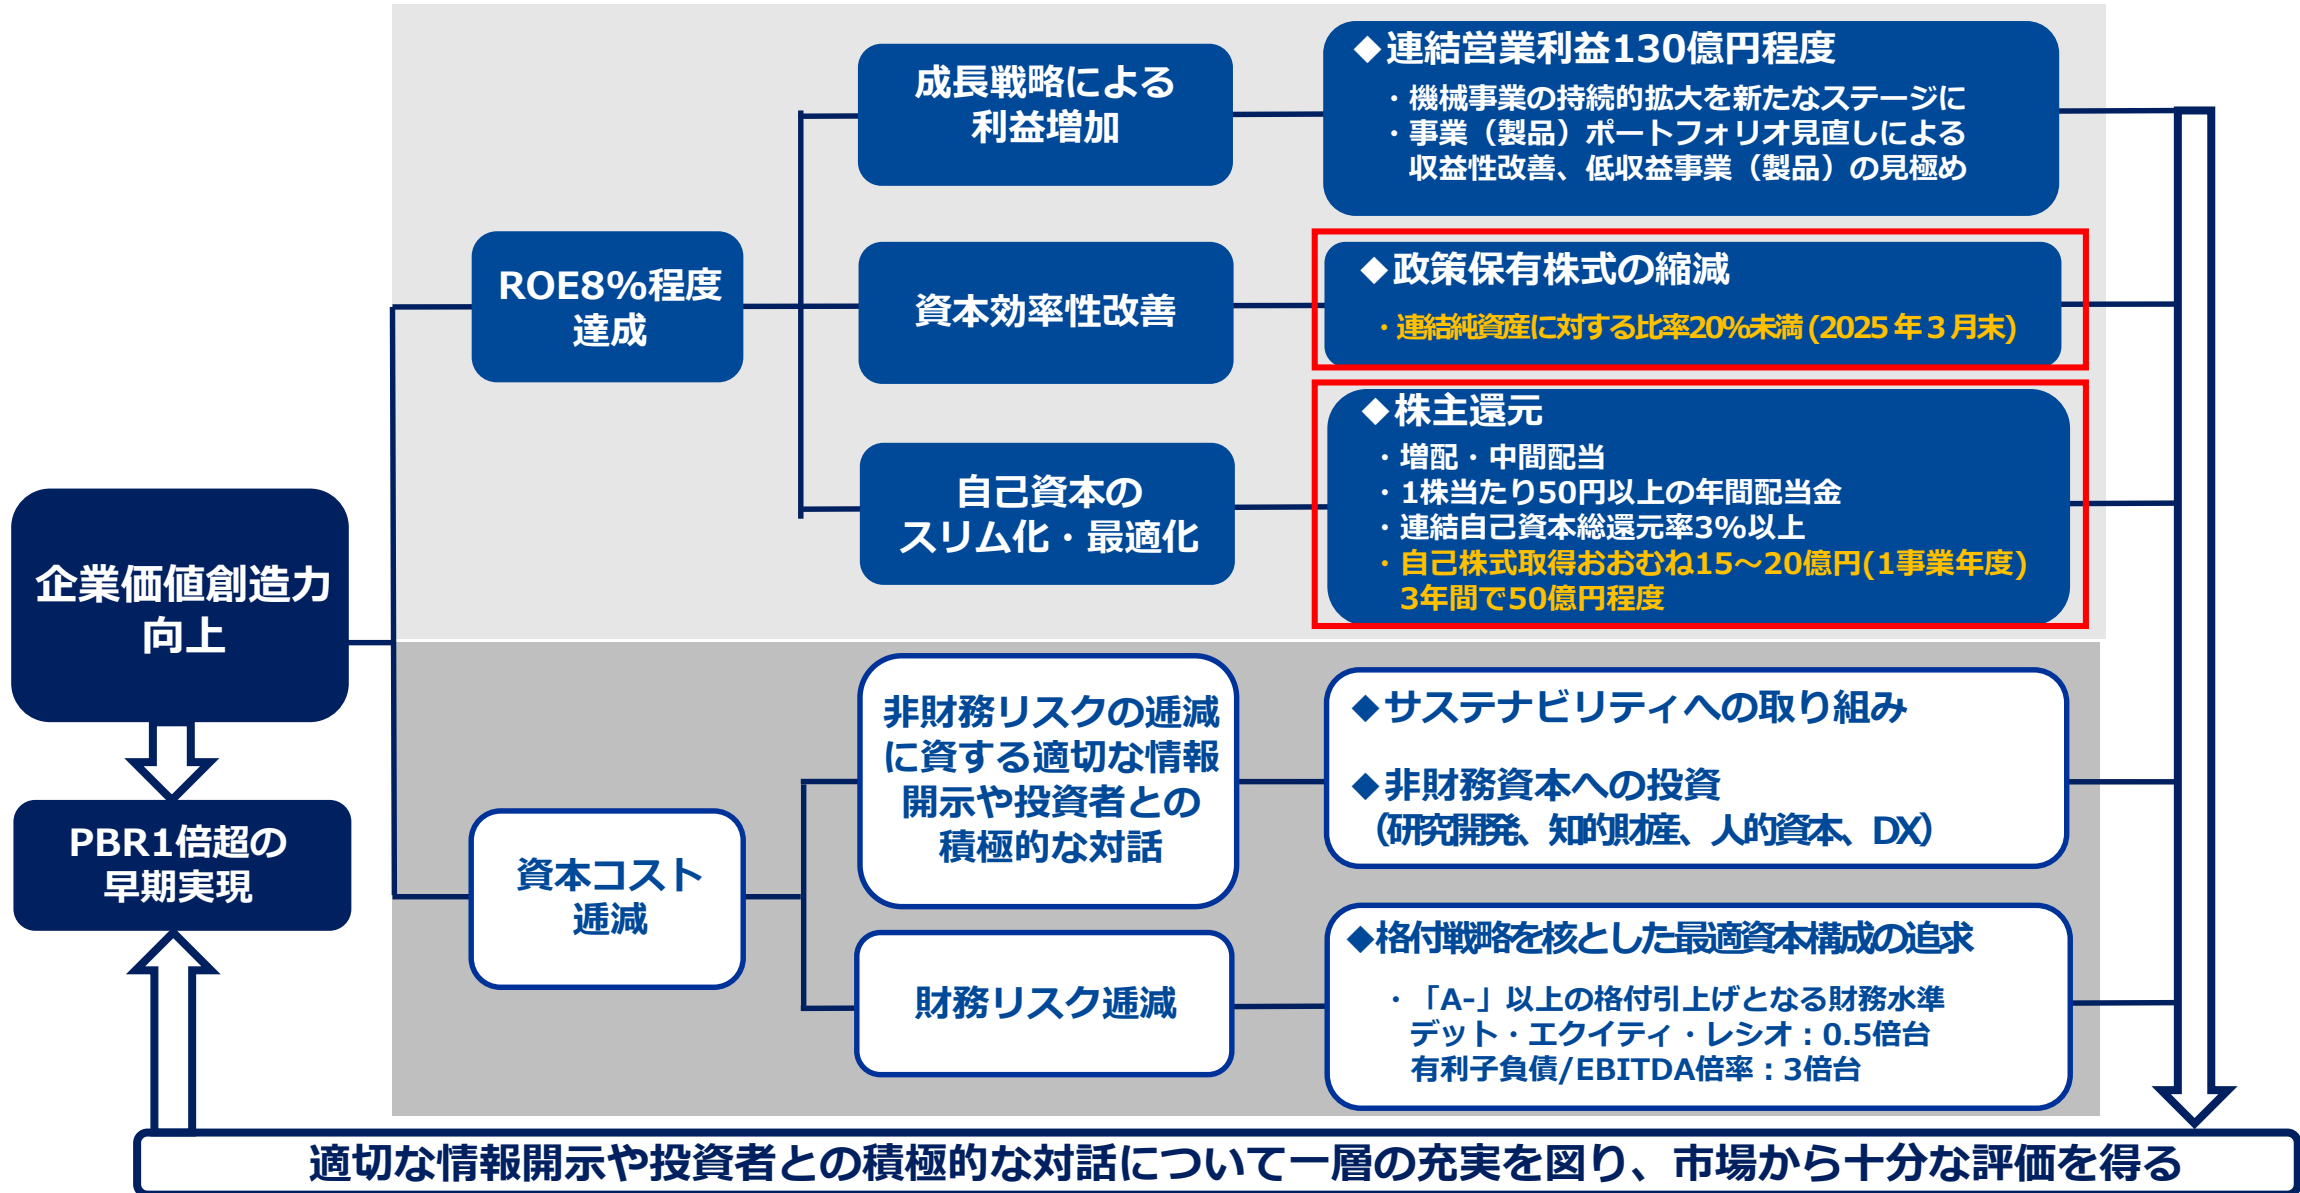 企業価値創造力
向上
PBR1倍超の
早期実現
ROE8%程度
達成
成長戦略による
利益増加
◆連結営業利益130億円程度
・機械事業の持続的拡大を新たなステージに
・事業（製品）ポートフォリオ見直しによる
収益性改善、低収益事業（製品）の見極め
資本効率性改善
◆政策保有株式の縮減
・連結純資産に対する比率20%未満(2025年3月末)
自己資本の
スリム化・最適化
◆株主還元
・増配・中間配当
・1株当たり50円以上の年間配当金
・連結自己資本総還元率3%以上
・自己株式取得おおむね15～20億円(1事業年度)
3年間で50億円程度
資本コスト
逓減
非財務リスクの逓減
に資する適切な情報
開示や投資者との
積極的な対話
◆サステナビリティへの取り組み
◆非財務資本への投資
（研究開発、知的財産、人的資本、DX）
財務リスク逓減
◆格付戦略を核とした最適資本構成の追求
・「A-」以上の格付引上げとなる財務水準
デット・エクイティ・レシオ：0.5倍台
有利子負債/EBITDA倍率：3倍台
適切な情報開示や投資者との積極的な対話について一層の充実を図り、市場から十分な評価を得る